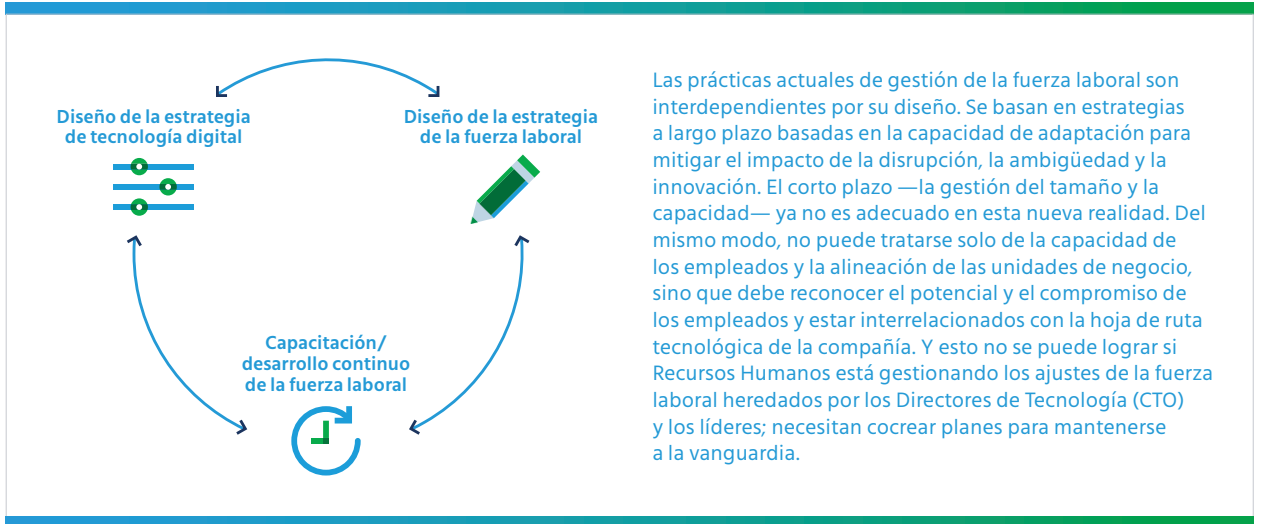 Diseño de la estrategia
de tecnología digital
Diseño de la estrategia
de la fuerza laboral
Capacitación/
desarrollo continuo
de la fuerza laboral
Las prácticas actuales de gestión de la fuerza laboral son
interdependientes por su diseño. Se basan en estrategias
a largo plazo basadas en la capacidad de adaptación para
mitigar el impacto de la disrupción, la ambigüedad y la
innovación. El corto plazo —la gestión del tamaño y la
capacidad— ya no es adecuado en esta nueva realidad. Del
mismo modo, no puede tratarse solo de la capacidad de
los empleados y la alineación de las unidades de negocio,
sino que debe reconocer el potencial y el compromiso de
los empleados y estar interrelacionados con la hoja de ruta
tecnológica de la compañía. Y esto no se puede lograr si
Recursos Humanos está gestionando los ajustes de la fuerza
laboral heredados por los Directores de Tecnología (CTO)
y los líderes; necesitan cocrear planes para mantenerse
a la vanguardia.